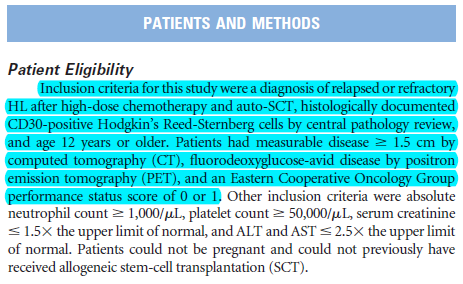 PATIENTS AND METHODS
Patient Eligibility
Inclusion criteria for this study were a diagnosis of relapsed or refractory
HL after high-dose chemotherapy and auto-SCT, histologically documented
CD30-positive Hodgkin's Reed-Sternberg cells by central pathology review,
and age 12 years or older. Patients had measurable disease ≥ 1.5 cm by
computed tomography (CT), fluorodeoxyglucose-avid disease by positron
emission tomography (PET), and an Eastern Cooperative Oncology Group
performance status score of 0 or 1. Other inclusion criteria were absolute
neutrophil count ≥ 1,000/μL, platelet count ≥ 50,000/μL, serum creatinine
≤ 1.5× the upper limit of normal, and ALT and AST ≤ 2.5× the upper limit
of normal. Patients could not be pregnant and could not previously have
received allogeneic stem-cell transplantation (SCT).